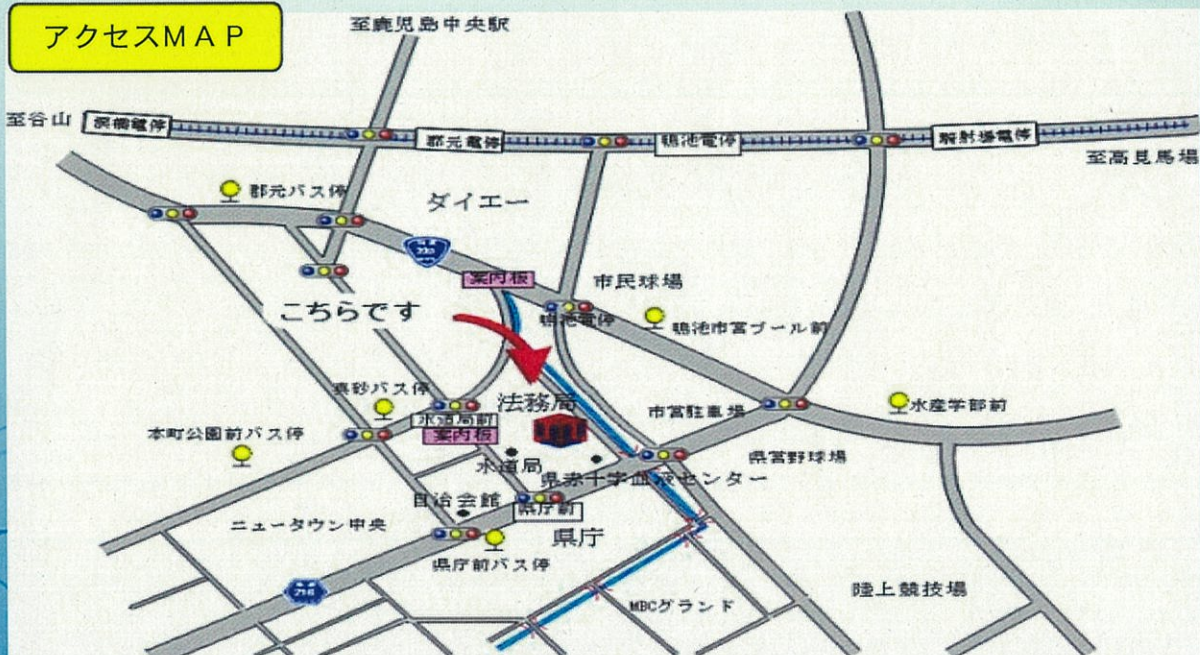 アクセスMAP
至鹿児島中央駅
至谷山
涙橋電停
郡元電停
鴨池電停
騎射場電停
至高見馬場
郡元バス停
ダイエー
案内板
市民球場
こちらです
鴨池電停
鴨池市営プール前
真砂バス停
法務局
市営駐車場
水産学部前
水道局前
案内板
本町公園前バス停
水道局
県営野球場
県赤十字血液センター
自治会館
県庁前
ニュータウン中央
県庁
県庁前バス停
216
MBCグランド
陸上競技場